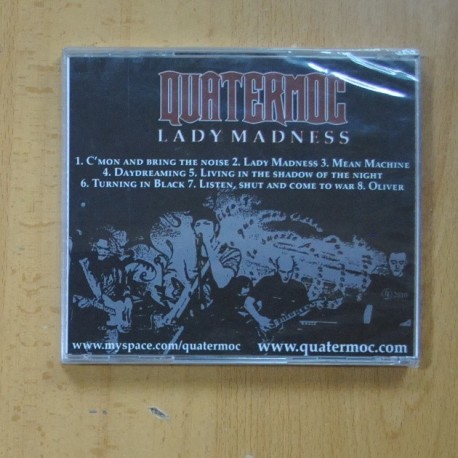 QUATERMOC
LADY MADNESS
1. C'MON AND BRING THE NOISE 2. LADY MADNESS 3. MEAN MACHINE
4. DAYDREAMING 5. LIVING IN THE SHADOW OF THE NIGHT
6. TURNING IN BLACK 7. LISTEN, SHUT AND COME TO WAR 8. OLIVER
www.myspace.com/quatermoc www.quatermoc.com